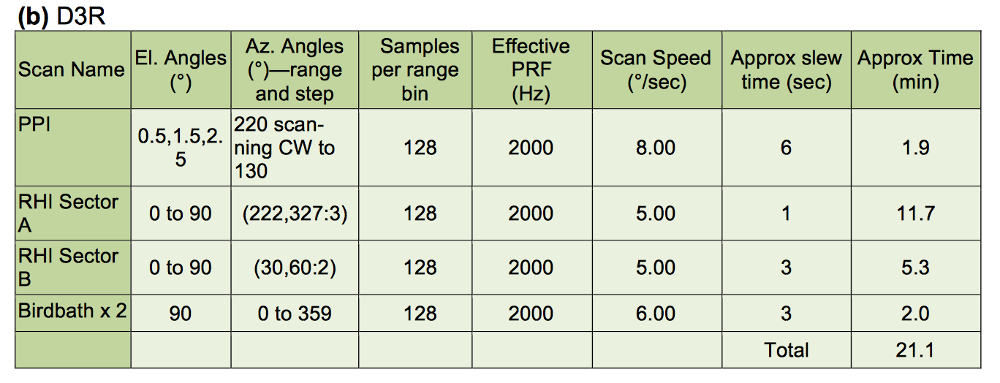 (b) D3R
Scan Name
El. Angles
(°)
Az. Angles
(°)—range
and step
Samples
per range
bin
Effective
PRF
(Hz)
Scan Speed
(°/sec)
Approx slew
time (sec)
Approx Time
(min)
PPI
0.5,1.5,2.
5
220 scan-
ning CW to
130
128
2000
8.00
6
1.9
RHI Sector
A
0 to 90
(222,327:3)
128
2000
5.00
1
11.7
RHI Sector
B
0 to 90
(30,60:2)
128
2000
5.00
3
5.3
Birdbath x 2
90
0 to 359
128
2000
6.00
3
2.0
Total
21.1